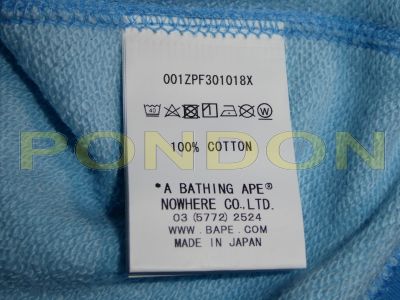 001ZPF301018X
100% COTTON
PONDON
*A BATHING APE®
NOWHERE CO.,LTD.
03 (5772) 2524
WWW.BAPE.COM
MADE IN JAPAN